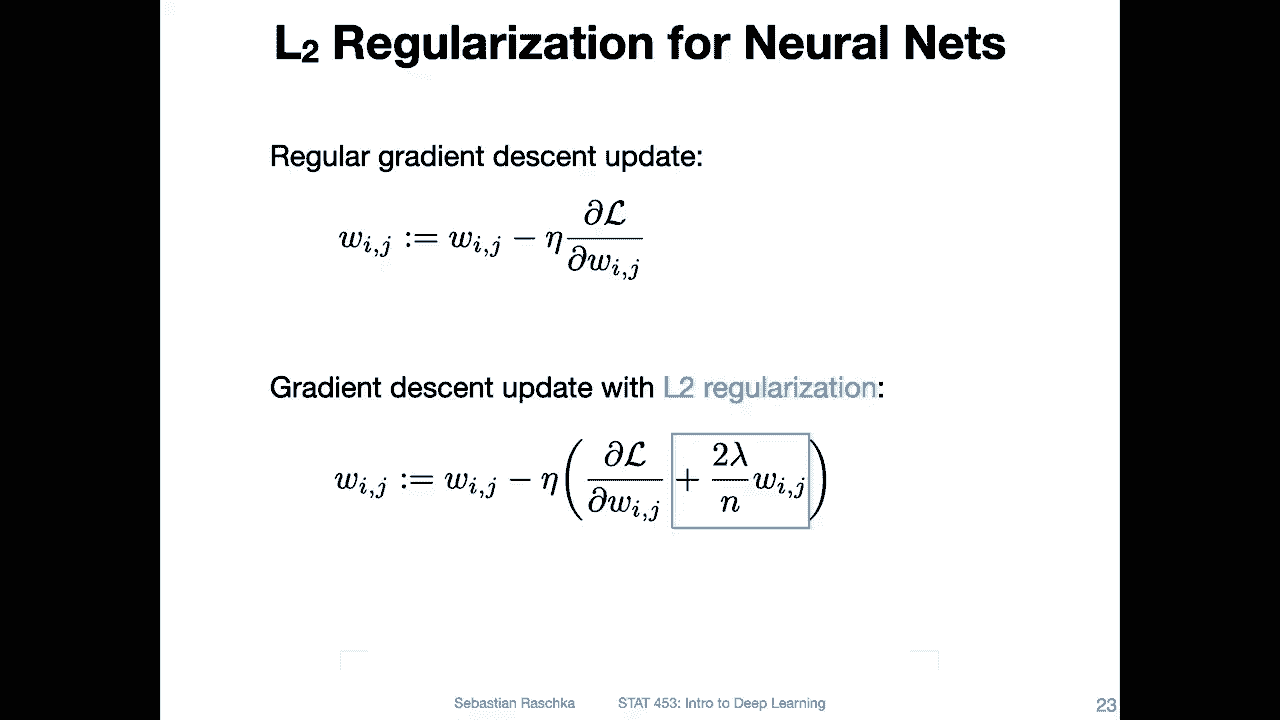 L₂ Regularization for Neural Nets
Regular gradient descent update:
$w_{i,j} := w_{i,j} - \eta \frac{\partial \mathcal{L}}{\partial w_{i,j}}$
Gradient descent update with L2 regularization:
$w_{i,j} := w_{i,j} - \eta \left( \frac{\partial \mathcal{L}}{\partial w_{i,j}} + \frac{2\lambda}{n} w_{i,j} \right)$
Sebastian Raschka STAT 453: Intro to Deep Learning 23